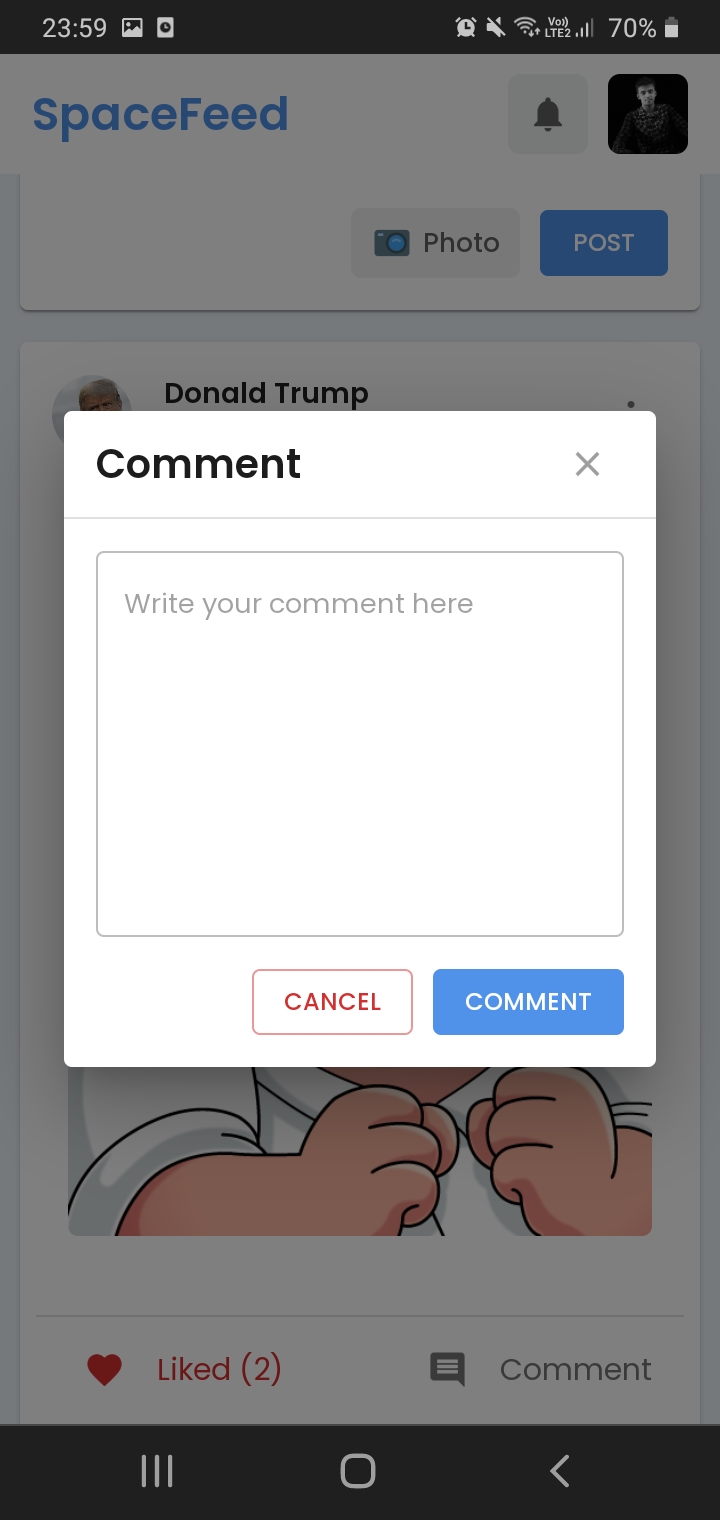 23:59
Vo)) LTE2
70%
SpaceFeed
Photo
POST
Donald Trump
Comment
Write your comment here
CANCEL
COMMENT
Liked (2)
Comment